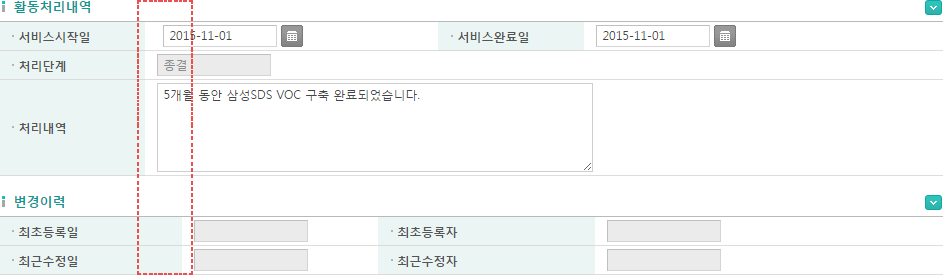 활동처리내역
· 서비스시작일 2015-11-01 · 서비스완료일 2015-11-01
· 처리단계 종결
· 처리내역 5개월 동안 삼성SDS VOC 구축 완료되었습니다.
변경이력
· 최초등록일 · 최초등록자
· 최근수정일 · 최근수정자